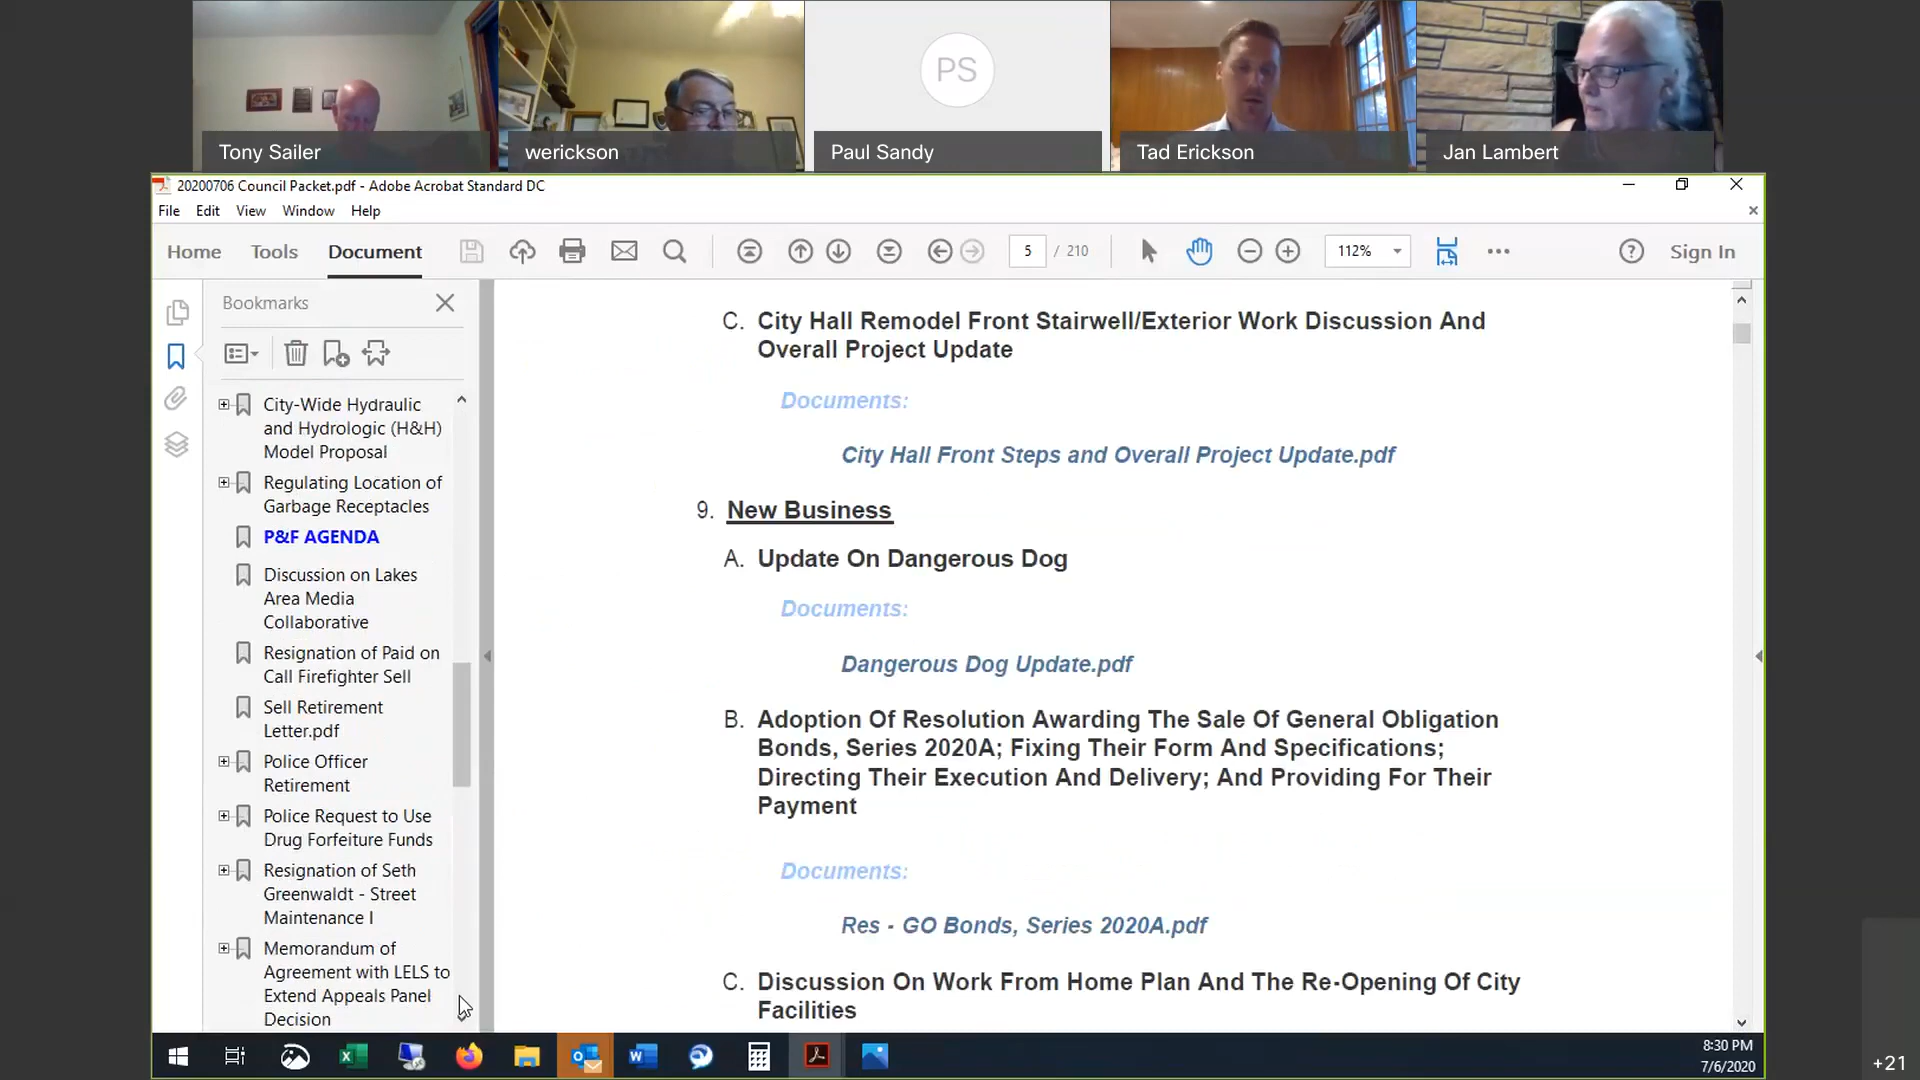 PS
Tony Sailer
werickson
Paul Sandy
Tad Erickson
Jan Lambert
20200706 Council Packet.pdf - Adobe Acrobat Standard DC
File Edit View Window Help
Home Tools Document 5 / 210 112% Sign In
Bookmarks
City-Wide Hydraulic
and Hydrologic (H&H)
Model Proposal
Regulating Location of
Garbage Receptacles
P&F AGENDA
Discussion on Lakes
Area Media
Collaborative
Resignation of Paid on
Call Firefighter Sell
Sell Retirement
Letter.pdf
Police Officer
Retirement
Police Request to Use
Drug Forfeiture Funds
Resignation of Seth
Greenwaldt - Street
Maintenance I
Memorandum of
Agreement with LELS to
Extend Appeals Panel
Decision
C. City Hall Remodel Front Stairwell/Exterior Work Discussion And
Overall Project Update
Documents:
City Hall Front Steps and Overall Project Update.pdf
9. New Business
A. Update On Dangerous Dog
Documents:
Dangerous Dog Update.pdf
B. Adoption Of Resolution Awarding The Sale Of General Obligation
Bonds, Series 2020A; Fixing Their Form And Specifications;
Directing Their Execution And Delivery; And Providing For Their
Payment
Documents:
Res - GO Bonds, Series 2020A.pdf
C. Discussion On Work From Home Plan And The Re-Opening Of City
Facilities
8:30 PM
7/6/2020
+21